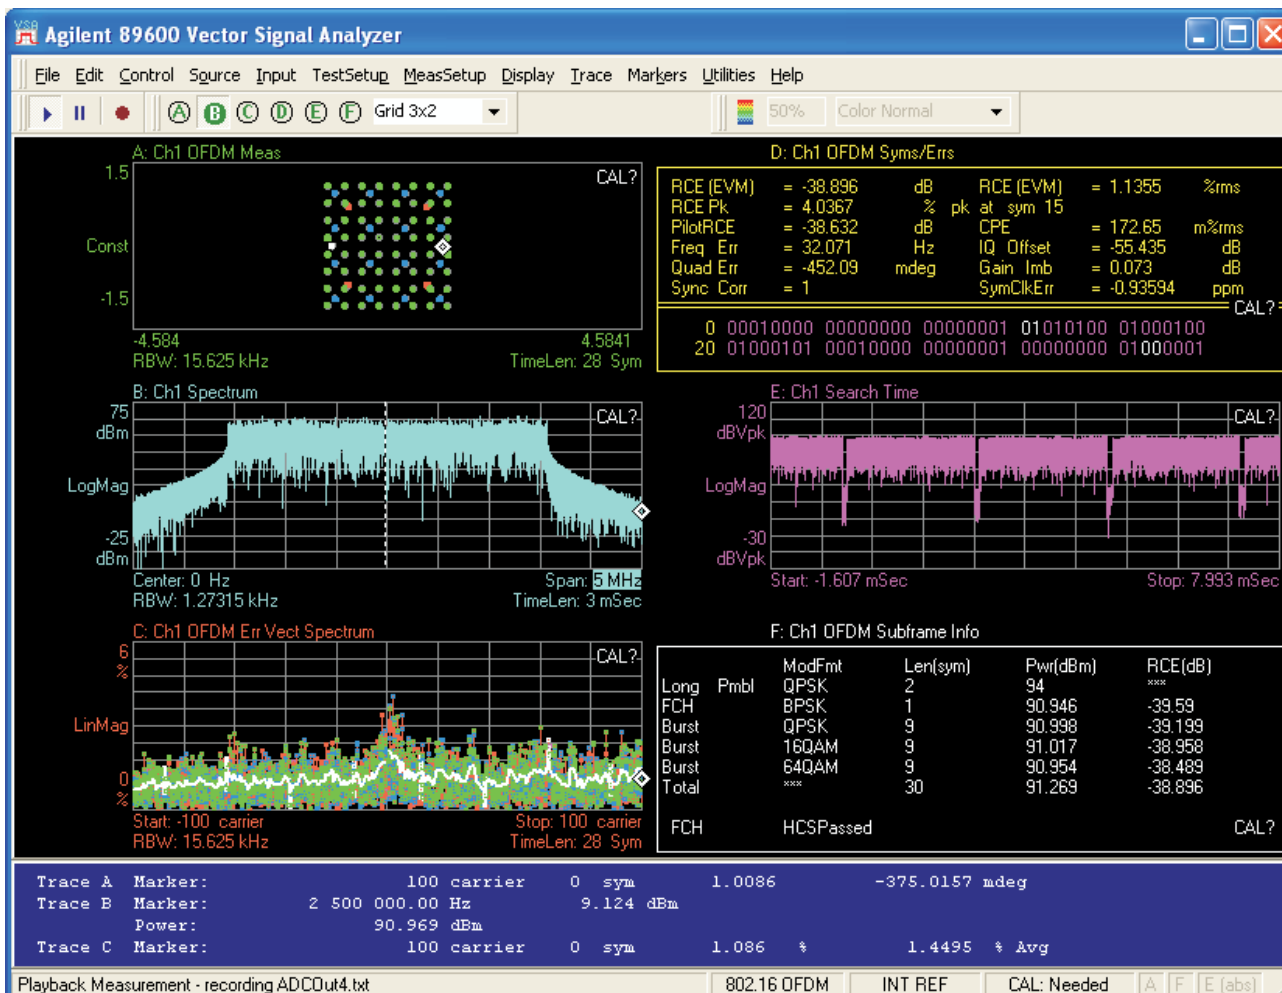 VSA
Agilent 89600 Vector Signal Analyzer
File Edit Control Source Input TestSetup MeasSetup Display Trace Markers Utilities Help
A B C D E F Grid 3x2 50% Color Normal
A: Ch1 OFDM Meas
1.5
CAL?
Const
-1.5
-4.584 4.5841
RBW: 15.625 kHz TimeLen: 28 Sym
D: Ch1 OFDM Syms/Errs
RCE (EVM) = -38.896 dB RCE (EVM) = 1.1355 %rms
RCE Pk = 4.0367 % pk at sym 15
PilotRCE = -38.632 dB CPE = 172.65 m%rms
Freq Err = 32.071 Hz IQ Offset = -55.435 dB
Quad Err = -452.09 mdeg Gain Imb = 0.073 dB
Sync Corr = 1 SymClkErr = -0.93594 ppm
CAL?
0 00010000 00000000 00000001 01010100 01000100
20 01000101 00010000 00000001 00000000 01000001
B: Ch1 Spectrum
75
dBm
CAL?
LogMag
-25
dBm
Center: 0 Hz Span: 5 MHz
RBW: 1.27315 kHz TimeLen: 3 mSec
E: Ch1 Search Time
120
dBVpk
CAL?
LogMag
-30
dBVpk
Start: -1.607 mSec Stop: 7.993 mSec
C: Ch1 OFDM Err Vect Spectrum
6
%
CAL?
LinMag
0
%
Start: -100 carrier Stop: 100 carrier
RBW: 15.625 kHz TimeLen: 28 Sym
F: Ch1 OFDM Subframe Info
ModFmt Len(sym) Pwr(dBm) RCE(dB)
Long Pmbl QPSK 2 94 ***
FCH BPSK 1 90.946 -39.59
Burst QPSK 9 90.998 -39.199
Burst 16QAM 9 91.017 -38.958
Burst 64QAM 9 90.954 -38.489
Total *** 30 91.269 -38.896
FCH HCSPassed CAL?
Trace A Marker: 100 carrier 0 sym 1.0086 -375.0157 mdeg
Trace B Marker: 2 500 000.00 Hz 9.124 dBm
Power: 90.969 dBm
Trace C Marker: 100 carrier 0 sym 1.086 % 1.4495 % Avg
Playback Measurement - recording ADCOut4.txt 802.16 OFDM INT REF CAL: Needed A F E (abs)